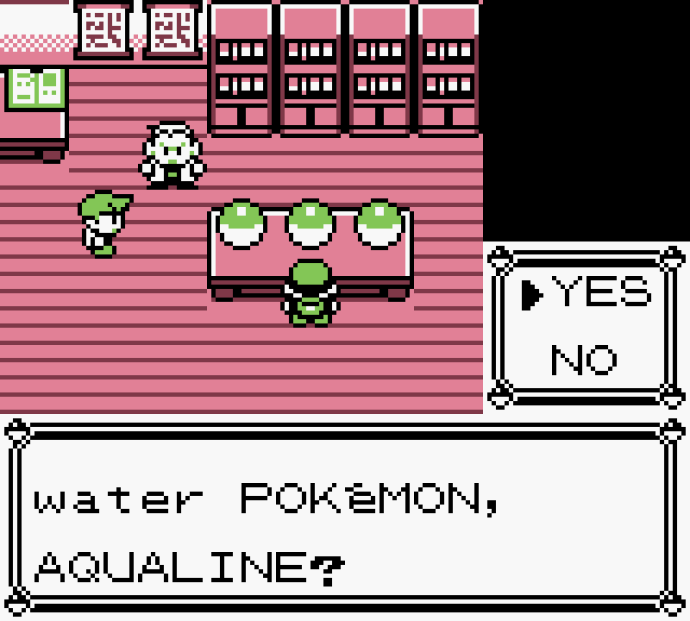 YES
NO
water POKéMON,
AQUALINE?